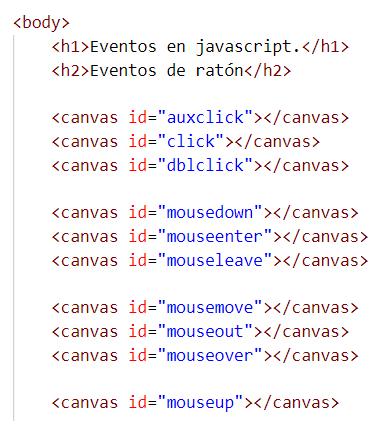 <body>
<h1>Eventos en javascript.</h1>
<h2>Eventos de ratón</h2>
<canvas id="auxclick"></canvas>
<canvas id="click"></canvas>
<canvas id="dblclick"></canvas>
<canvas id="mousedown"></canvas>
<canvas id="mouseenter"></canvas>
<canvas id="mouseleave"></canvas>
<canvas id="mousemove"></canvas>
<canvas id="mouseout"></canvas>
<canvas id="mouseover"></canvas>
<canvas id="mouseup"></canvas>